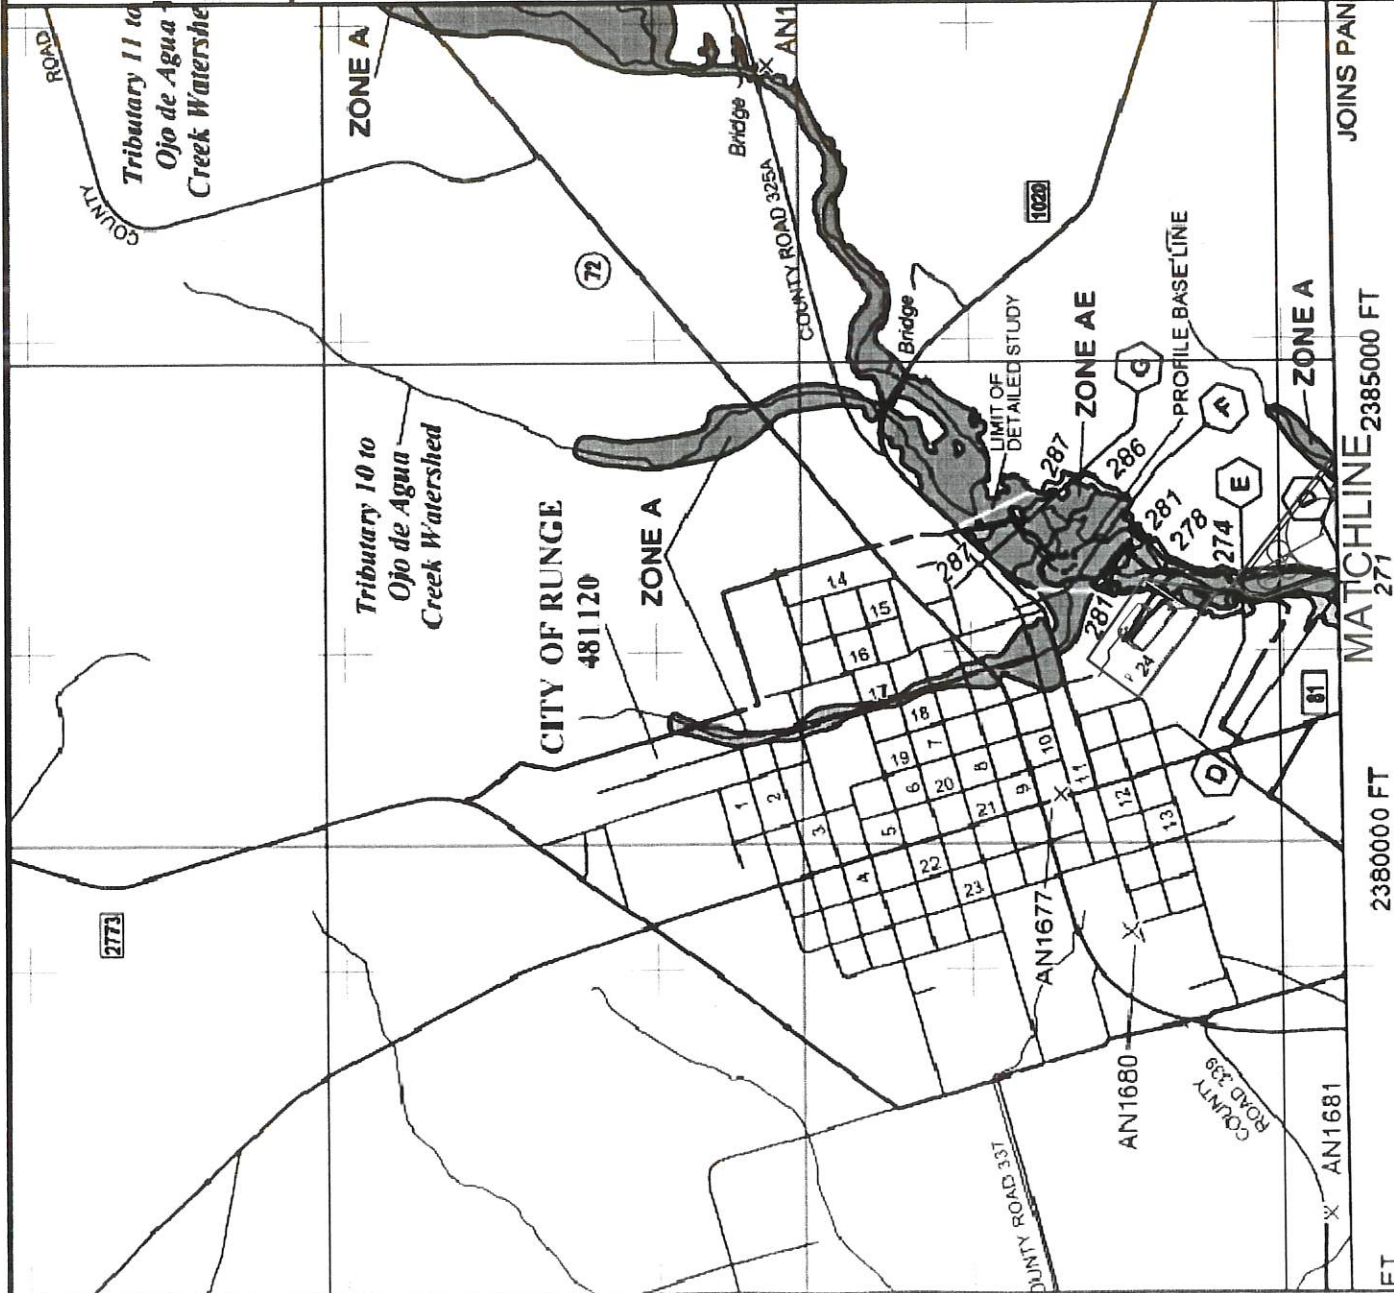 ROAD
COUNTY
Tributary 11 to
Ojo de Agua
Creek Watershe
ZONE A
Bridge
AN1
JOINS PAN
COUNTY ROAD 325A
72
1020
Bridge
LIMIT OF
DETAILED STUDY
ZONE AE
PROFILE BASE LINE
ZONE A
2385000 FT
Tributary 10 to
Ojo de Agua
Creek Watershed
CITY OF RUNGE
481120
ZONE A
287
287
286
281
278
274
281
G
F
E
D
D
MATCHLINE
271
81
14
15
16
17
18
19
7
6
20
8
21
9
10
11
12
13
1
2
3
4
5
22
23
24
2773
2380000 FT
AN1677
AN1680
COUNTY
ROAD 339
AN1681
OUNTY ROAD 337
FT